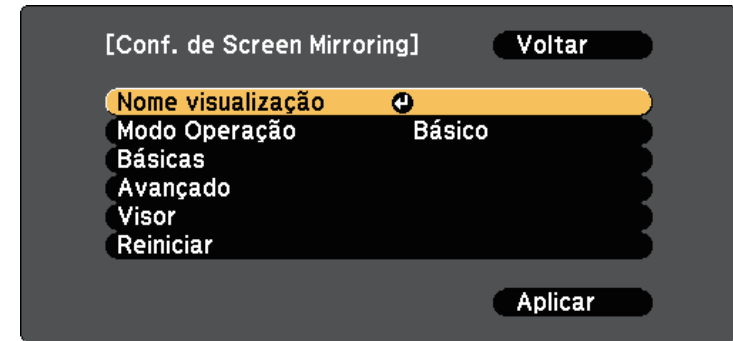 [Conf. de Screen Mirroring] Voltar
Nome visualização
Modo Operação Básico
Básicas
Avançado
Visor
Reiniciar
Aplicar